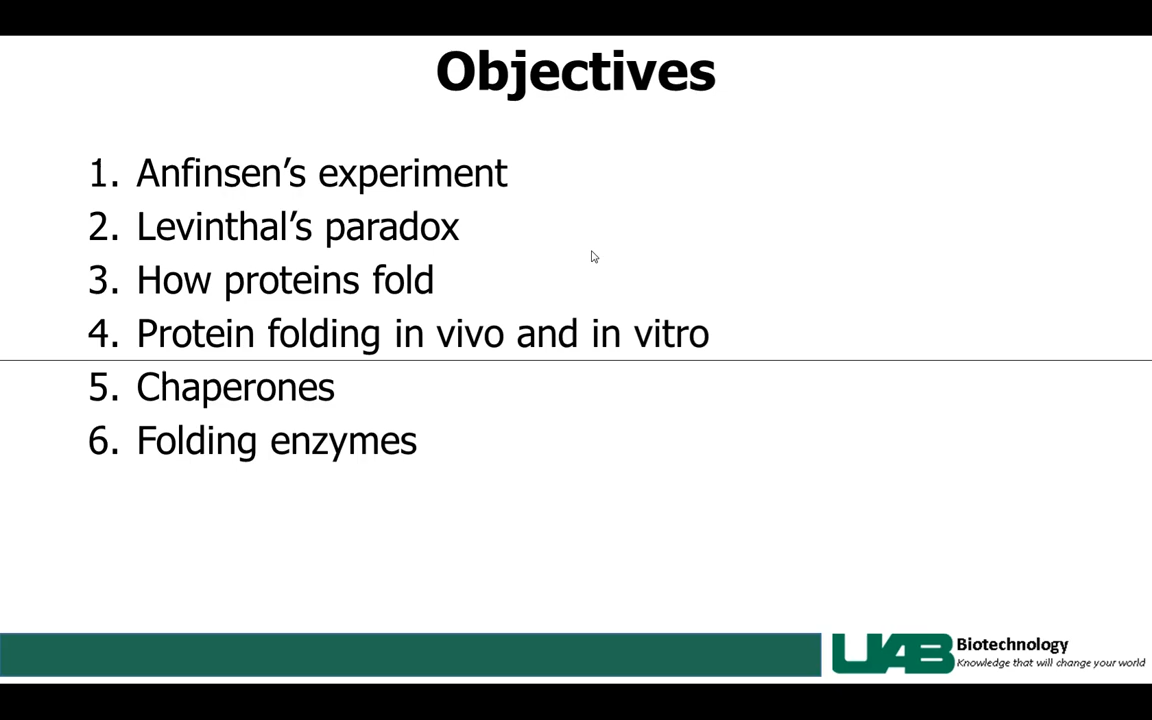 Objectives
1. Anfinsen’s experiment
2. Levinthal’s paradox
3. How proteins fold
4. Protein folding in vivo and in vitro
5. Chaperones
6. Folding enzymes
UAB Biotechnology
Knowledge that will change your world